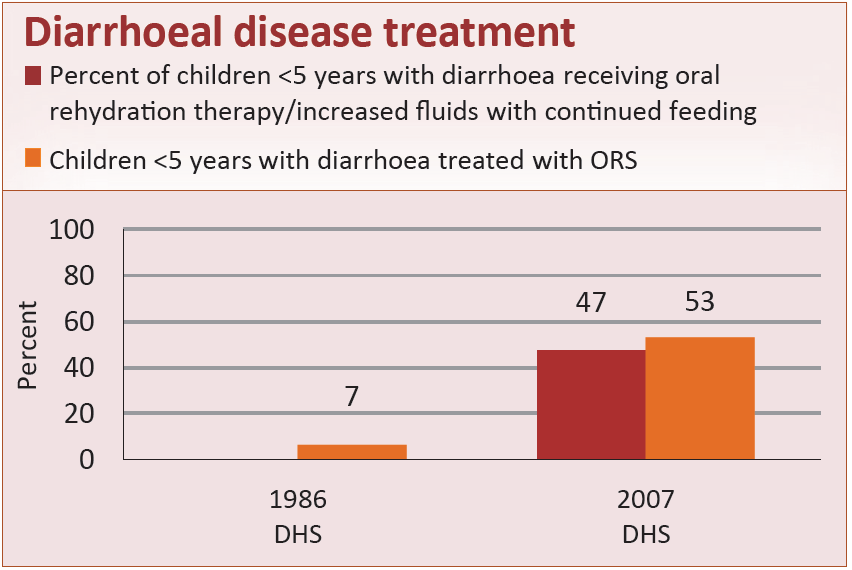 Diarrhoeal disease treatment
Percent of children <5 years with diarrhoea receiving oral
rehydration therapy/increased fluids with continued feeding
Children <5 years with diarrhoea treated with ORS
Percent
100
80
60
40
20
0
7
47
53
1986
DHS
2007
DHS